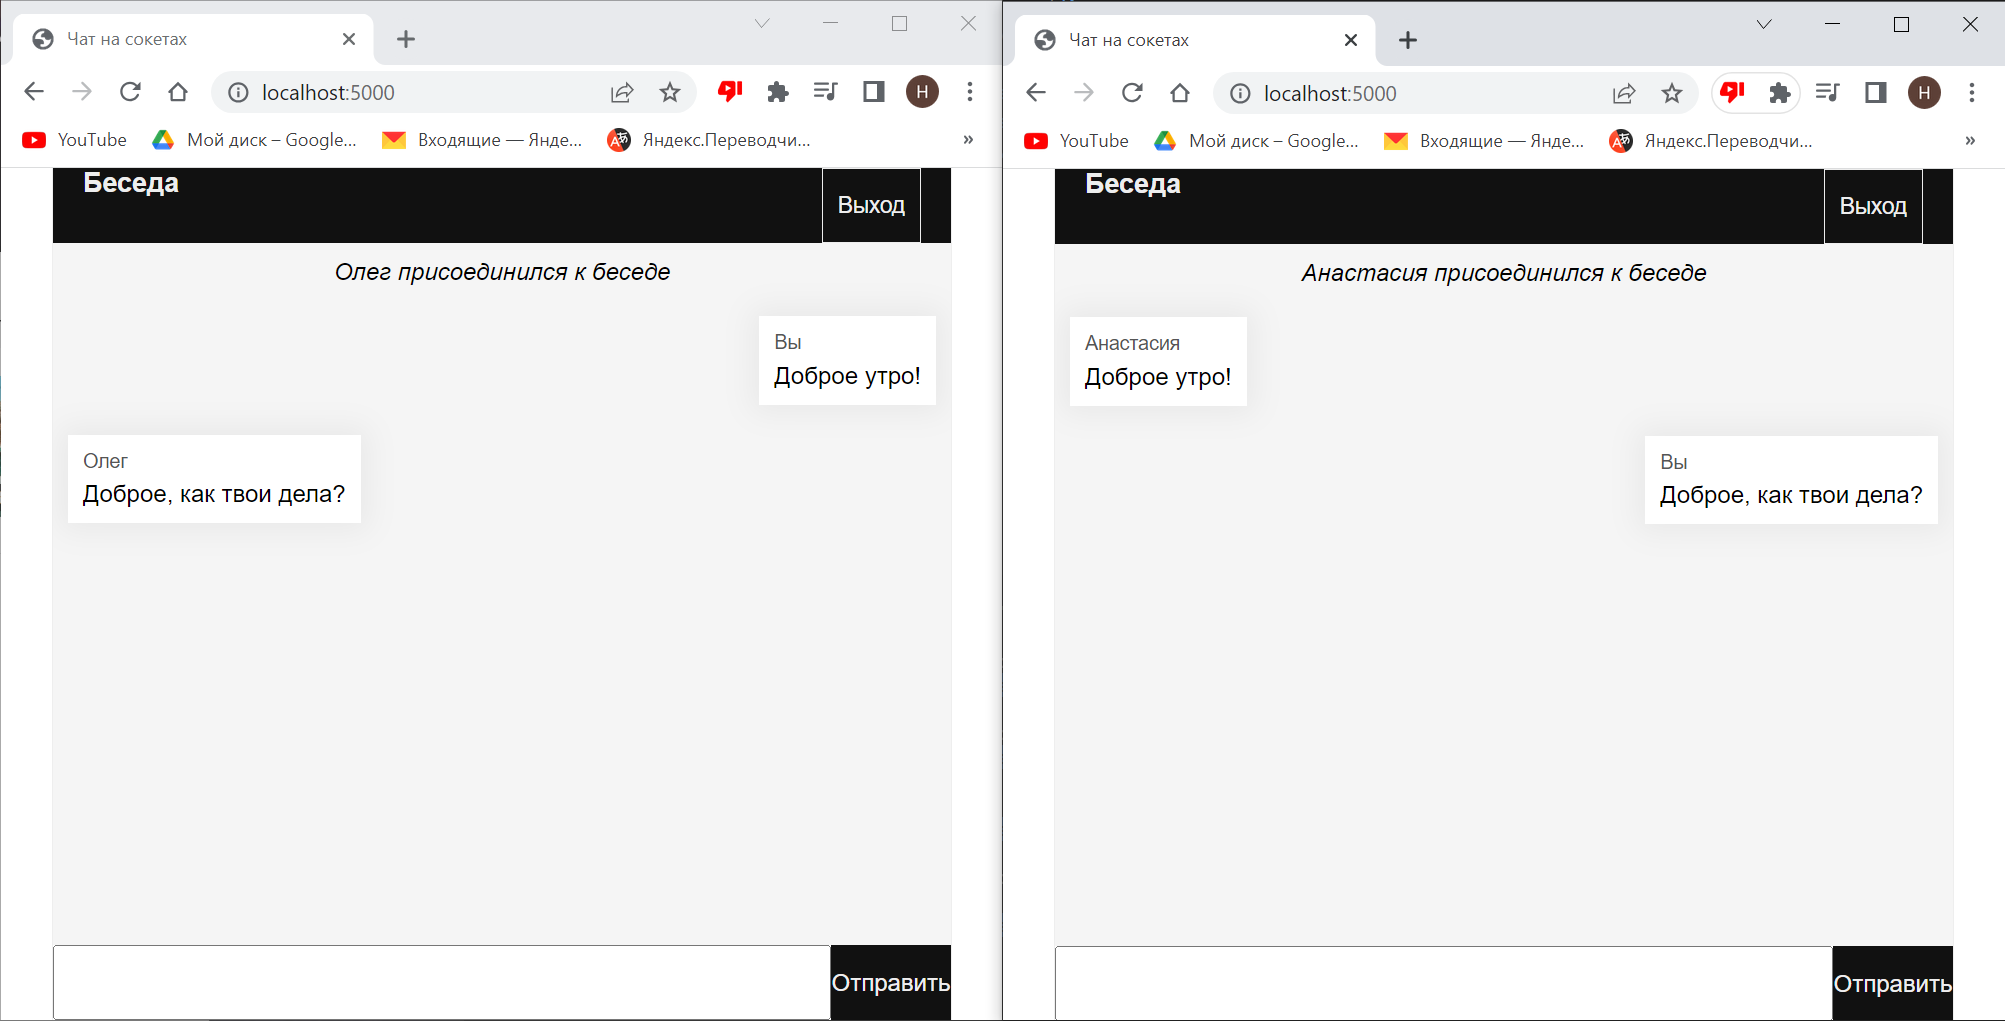 Чат на сокетах
localhost:5000
H
YouTube
Мой диск – Google...
Входящие — Янде...
Яндекс.Переводчи...
»
Беседа
Выход
Олег присоединился к беседе
Вы
Доброе утро!
Олег
Доброе, как твои дела?
Отправить
Чат на сокетах
localhost:5000
H
YouTube
Мой диск – Google...
Входящие — Янде...
Яндекс.Переводчи...
»
Беседа
Выход
Анастасия присоединился к беседе
Анастасия
Доброе утро!
Вы
Доброе, как твои дела?
Отправить